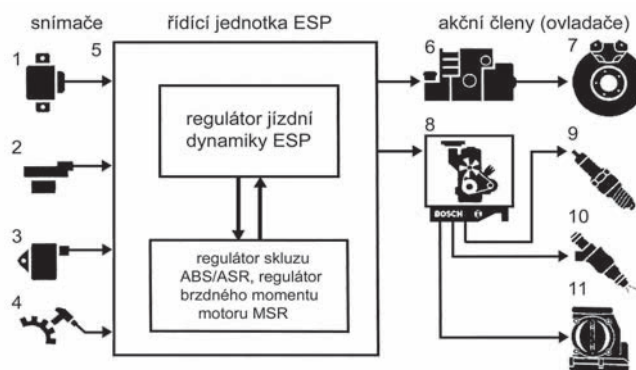 snímače
řídící jednotka ESP
akční členy (ovladače)
1
5
6
7
regulátor jízdní
dynamiky ESP
2
8
9
BOSCH
3
10
regulátor skluzu
ABS/ASR, regulátor
brzdného momentu
motoru MSR
4
11